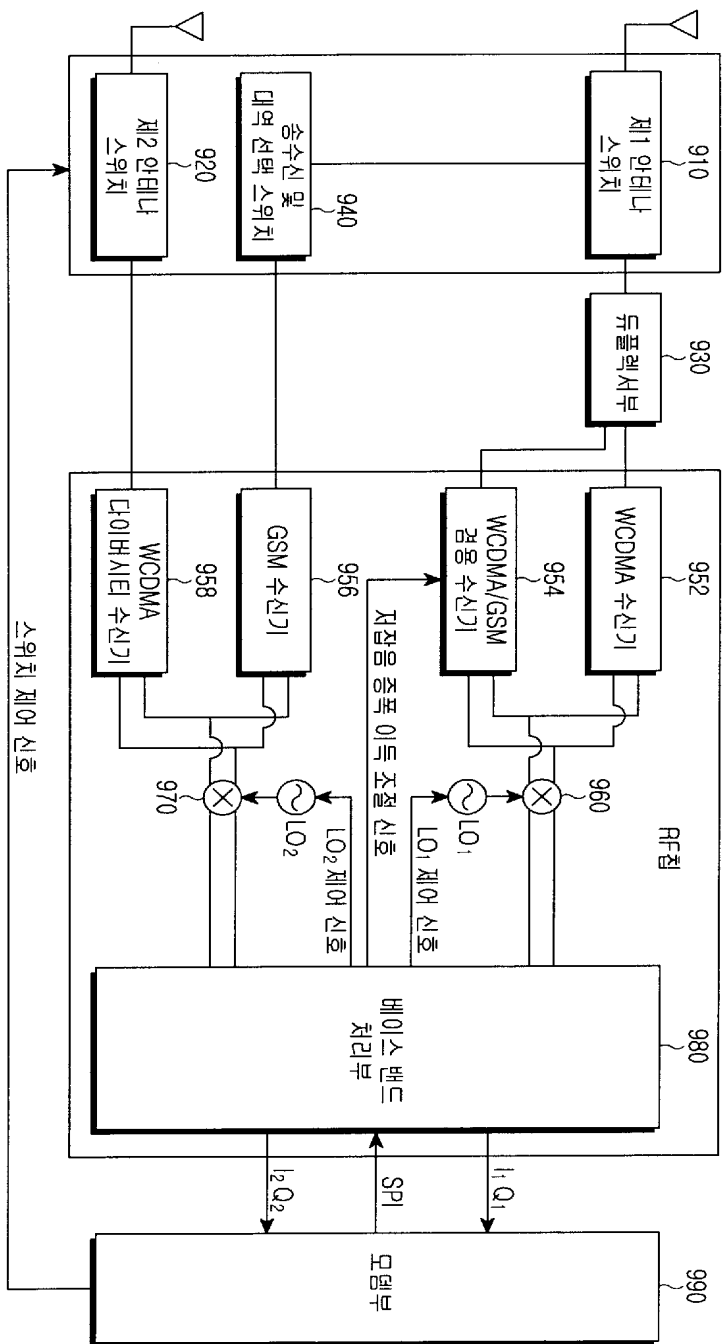 910
제1 안테나
스위치
930
듀플렉서부
940
송수신 및
대역 선택 스위치
920
제2 안테나
스위치
RF칩
952
WCDMA 수신기
954
WCDMA/GSM
겸용 수신기
956
GSM 수신기
958
WCDMA
다이버시티 수신기
960
LO₁
LO₁ 제어 신호
저잡음 증폭 이득 조절 신호
LO₂ 제어 신호
LO₂
970
980
베이스 밴드
처리부
I₁ Q₁
SPI
I₂ Q₂
990
모뎀부
스위치 제어 신호